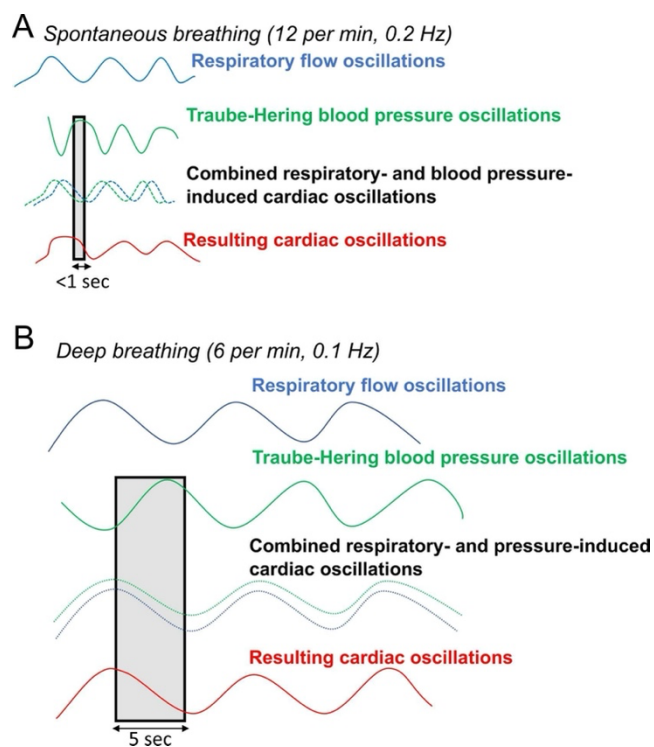 A
Spontaneous breathing (12 per min, 0.2 Hz)
Respiratory flow oscillations
Traube-Hering blood pressure oscillations
Combined respiratory- and blood pressure-
induced cardiac oscillations
Resulting cardiac oscillations
<1 sec
B
Deep breathing (6 per min, 0.1 Hz)
Respiratory flow oscillations
Traube-Hering blood pressure oscillations
Combined respiratory- and pressure-induced
cardiac oscillations
Resulting cardiac oscillations
5 sec